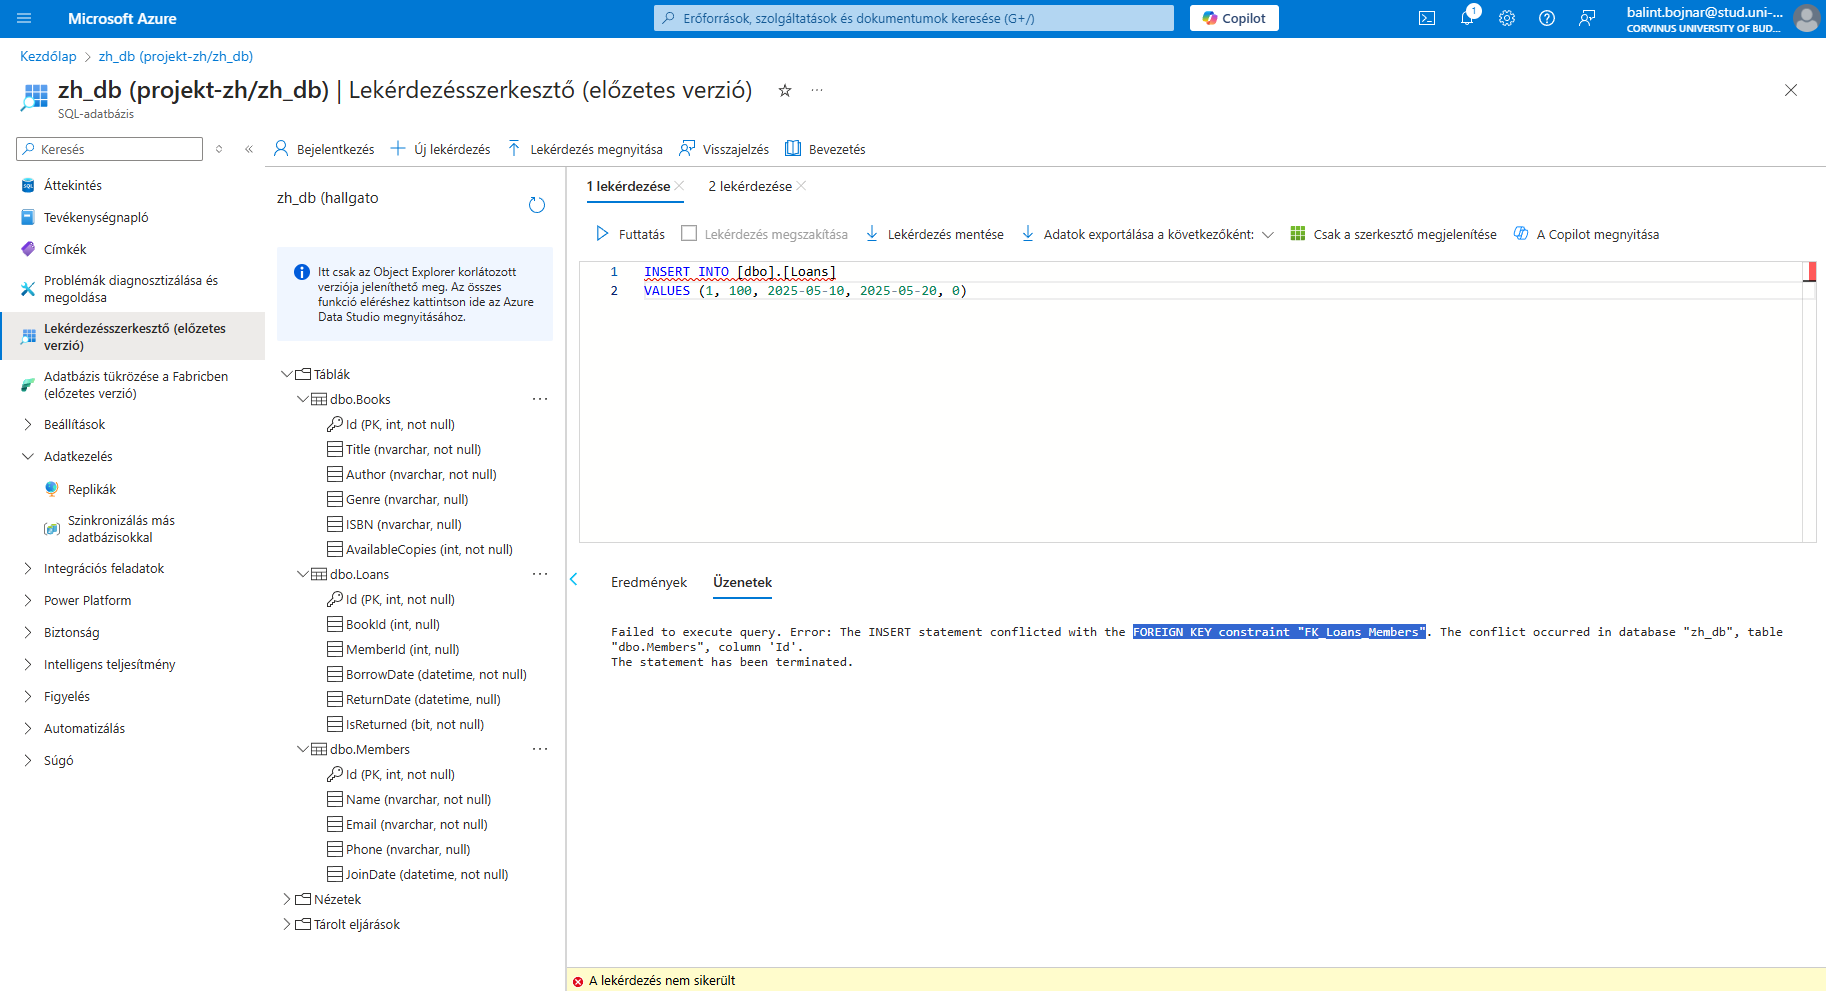 Microsoft Azure
Erőforrások, szolgáltatások és dokumentumok keresése (G+/)
Copilot
1
balint.bojnar@stud.uni-...
CORVINUS UNIVERSITY OF BUD...
Kezdőlap > zh_db (projekt-zh/zh_db)
zh_db (projekt-zh/zh_db) | Lekérdezésszerkesztő (előzetes verzió)
SQL-adatbázis
Keresés
Áttekintés
Tevékenységnapló
Címkék
Problémák diagnosztizálása és
megoldása
Lekérdezésszerkesztő (előzetes
verzió)
Adatbázis tükrözése a Fabricben
(előzetes verzió)
Beállítások
Adatkezelés
Replikák
Szinkronizálás más
adatbázisokkal
Integrációs feladatok
Power Platform
Biztonság
Intelligens teljesítmény
Figyelés
Automatizálás
Súgó
Bejelentkezés
Új lekérdezés
Lekérdezés megnyitása
Visszajelzés
Bevezetés
zh_db (hallgato
Itt csak az Object Explorer korlátozott
verziója jeleníthető meg. Az összes
funkció eléréshez kattintson ide az Azure
Data Studio megnyitásához.
Táblák
dbo.Books
Id (PK, int, not null)
Title (nvarchar, not null)
Author (nvarchar, not null)
Genre (nvarchar, null)
ISBN (nvarchar, null)
AvailableCopies (int, not null)
dbo.Loans
Id (PK, int, not null)
BookId (int, null)
MemberId (int, null)
BorrowDate (datetime, not null)
ReturnDate (datetime, null)
IsReturned (bit, not null)
dbo.Members
Id (PK, int, not null)
Name (nvarchar, not null)
Email (nvarchar, not null)
Phone (nvarchar, null)
JoinDate (datetime, not null)
Nézetek
Tárolt eljárások
1 lekérdezése
2 lekérdezése
Futtatás
Lekérdezés megszakítása
Lekérdezés mentése
Adatok exportálása a következőként:
Csak a szerkesztő megjelenítése
A Copilot megnyitása
1 INSERT INTO [dbo].[Loans]
2 VALUES (1, 100, 2025-05-10, 2025-05-20, 0)
Eredmények
Üzenetek
Failed to execute query. Error: The INSERT statement conflicted with the FOREIGN KEY constraint "FK_Loans_Members". The conflict occurred in database "zh_db", table
"dbo.Members", column 'Id'.
The statement has been terminated.
A lekérdezés nem sikerült